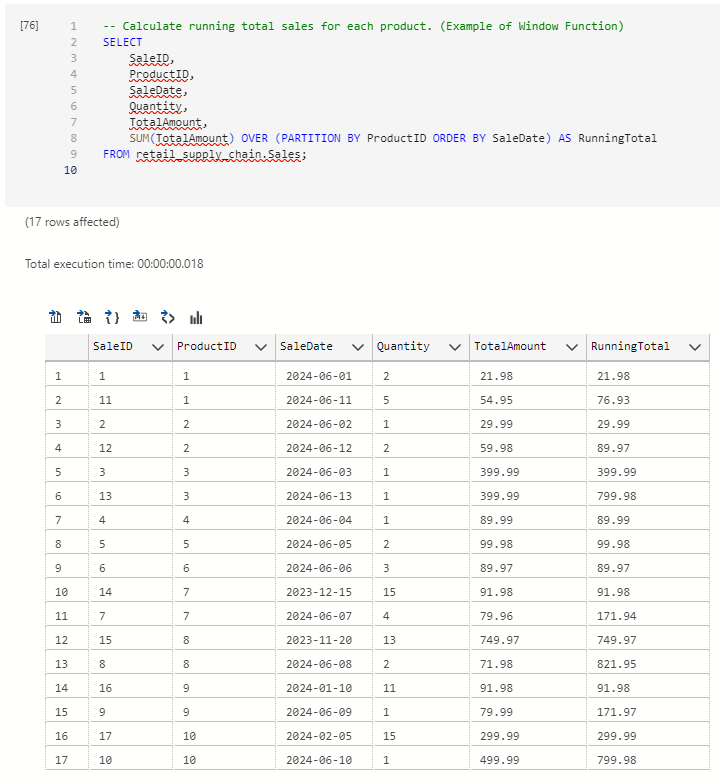 [76]
1 -- Calculate running total sales for each product. (Example of Window Function)
2 SELECT
3 SaleID,
4 ProductID,
5 SaleDate,
6 Quantity,
7 TotalAmount,
8 SUM(TotalAmount) OVER (PARTITION BY ProductID ORDER BY SaleDate) AS RunningTotal
9 FROM retail_supply_chain.Sales;
10
(17 rows affected)
Total execution time: 00:00:00.018
SaleID ProductID SaleDate Quantity TotalAmount RunningTotal
1 1 1 2024-06-01 2 21.98 21.98
2 11 1 2024-06-11 5 54.95 76.93
3 2 2 2024-06-02 1 29.99 29.99
4 12 2 2024-06-12 2 59.98 89.97
5 3 3 2024-06-03 1 399.99 399.99
6 13 3 2024-06-13 1 399.99 799.98
7 4 4 2024-06-04 1 89.99 89.99
8 5 5 2024-06-05 2 99.98 99.98
9 6 6 2024-06-06 3 89.97 89.97
10 14 7 2023-12-15 15 91.98 91.98
11 7 7 2024-06-07 4 79.96 171.94
12 15 8 2023-11-20 13 749.97 749.97
13 8 8 2024-06-08 2 71.98 821.95
14 16 9 2024-01-10 11 91.98 91.98
15 9 9 2024-06-09 1 79.99 171.97
16 17 10 2024-02-05 15 299.99 299.99
17 10 10 2024-06-10 1 499.99 799.98